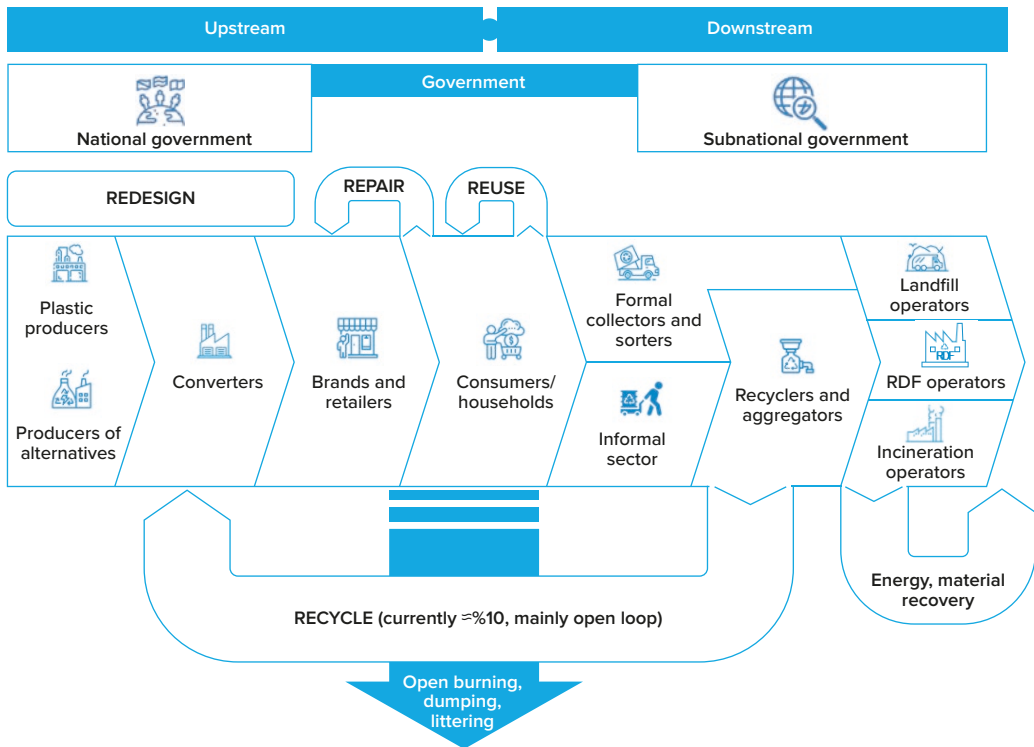 Upstream
Downstream
Government
National government
Subnational government
REDESIGN
REPAIR
REUSE
Plastic
producers
Producers of
alternatives
Converters
Brands and
retailers
Consumers/
households
Formal
collectors and
sorters
Informal
sector
Recyclers and
aggregators
Landfill
operators
RDF
RDF operators
Incineration
operators
Energy, material
recovery
RECYCLE (currently ≂%10, mainly open loop)
Open burning,
dumping,
littering